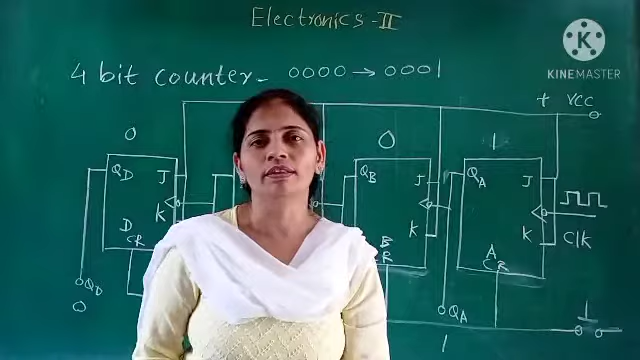 Electronics-II
K
KINEMASTER
4 bit counter- 0000 → 0001
+ VCC
0 0 1
QD J QB J QA J
K K K Clk
D B A
CR CR CR
QD QA
0 1